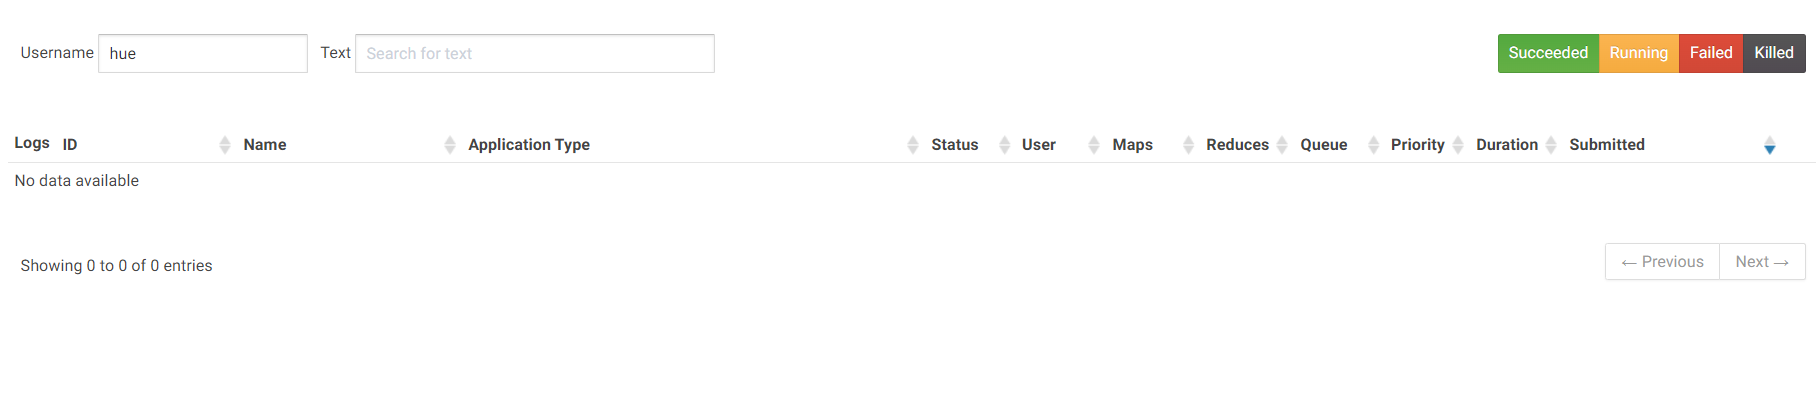 Username hue Text Search for text Succeeded Running Failed Killed
Logs ID Name Application Type Status User Maps Reduces Queue Priority Duration Submitted
No data available
Showing 0 to 0 of 0 entries ← Previous Next →